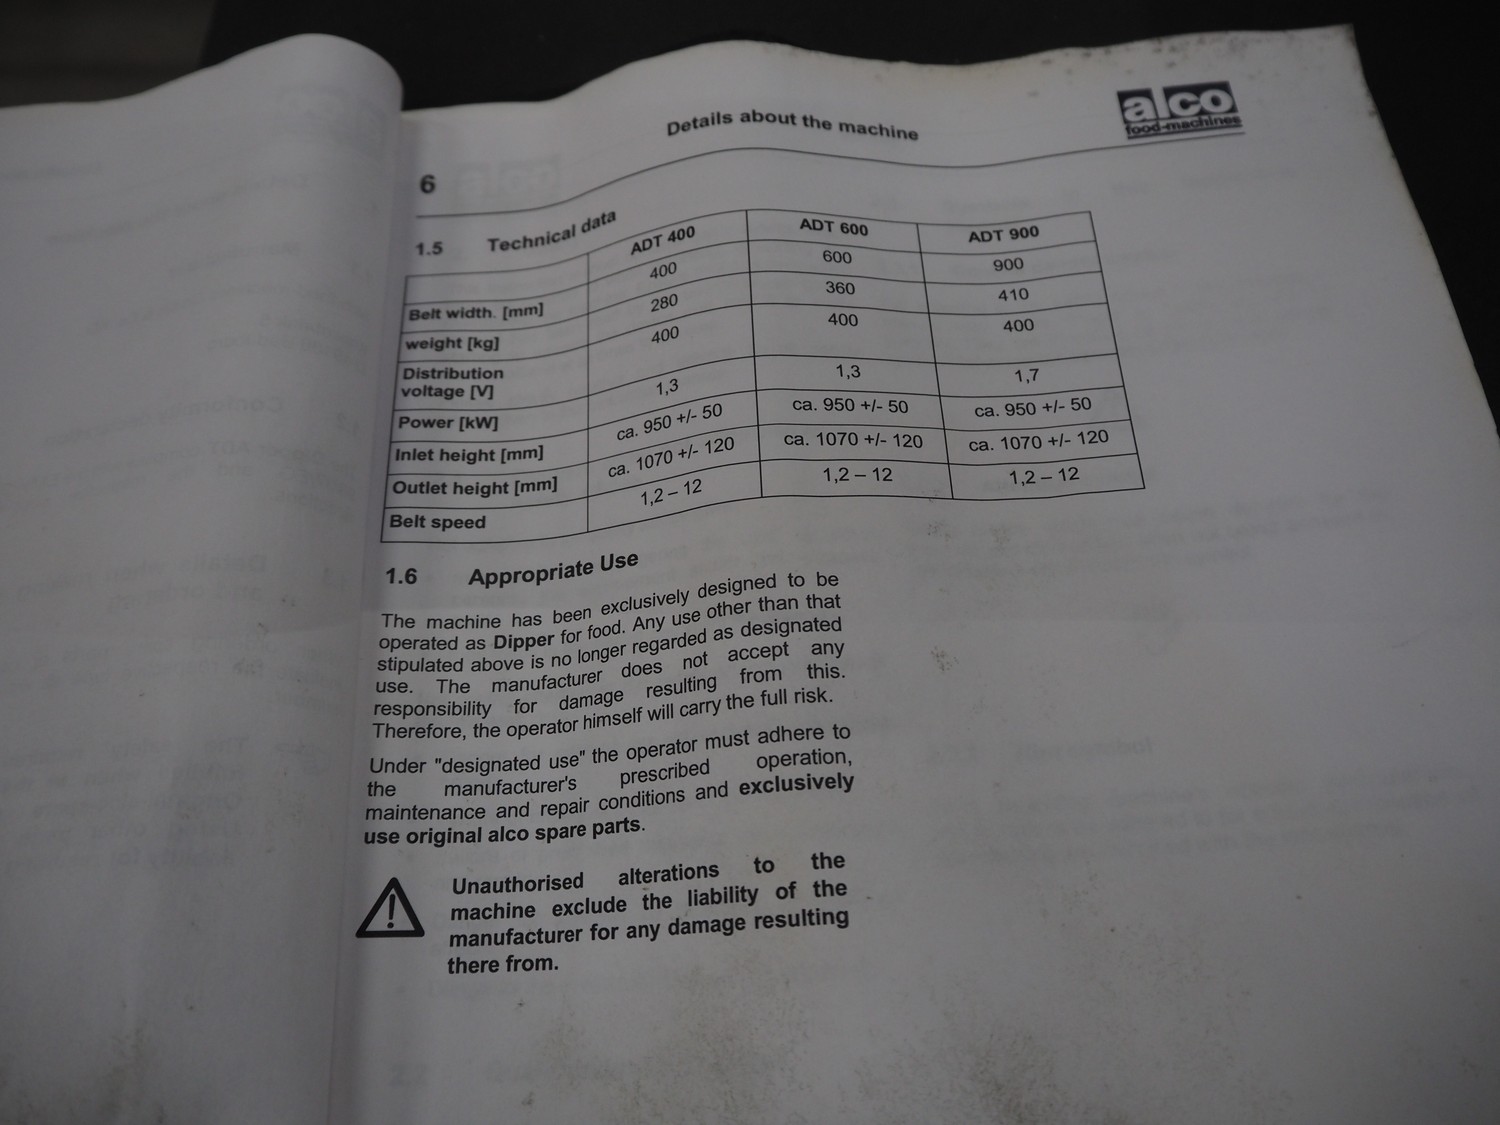 Details about the machine
alco
food-machines
6
1.5 Technical data
ADT 400 ADT 600 ADT 900
Belt width. [mm] 400 600 900
weight [kg] 280 360 410
Distribution
voltage [V] 400 400 400
Power [kW] 1,3 1,3 1,7
Inlet height [mm] ca. 950 +/- 50 ca. 950 +/- 50 ca. 950 +/- 50
Outlet height [mm] ca. 1070 +/- 120 ca. 1070 +/- 120 ca. 1070 +/- 120
Belt speed 1,2 – 12 1,2 – 12 1,2 – 12
1.6 Appropriate Use
The machine has been exclusively designed to be
operated as Dipper for food. Any use other than that
stipulated above is no longer regarded as designated
use. The manufacturer does not accept any
responsibility for damage resulting from this.
Therefore, the operator himself will carry the full risk.
Under "designated use" the operator must adhere to
the manufacturer's prescribed operation,
maintenance and repair conditions and exclusively
use original alco spare parts.
Unauthorised alterations to the
machine exclude the liability of the
manufacturer for any damage resulting
there from.